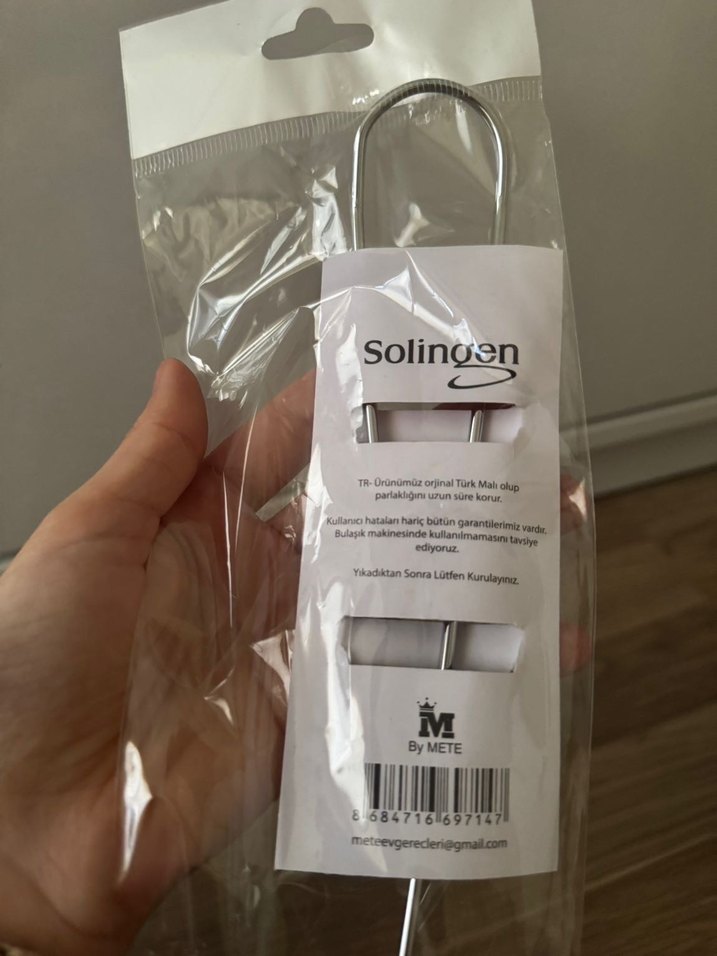 Solingen
TR- Ürünümüz orjinal Türk Malı olup
parlaklığını uzun süre korur.
Kullanıcı hataları hariç bütün garantilerimiz vardır.
Bulaşık makinesinde kullanılmamasını tavsiye
ediyoruz.
Yıkadıktan Sonra Lütfen Kurulayınız.
M
By METE
8 684716 697147
meteevgerecleri@gmail.com